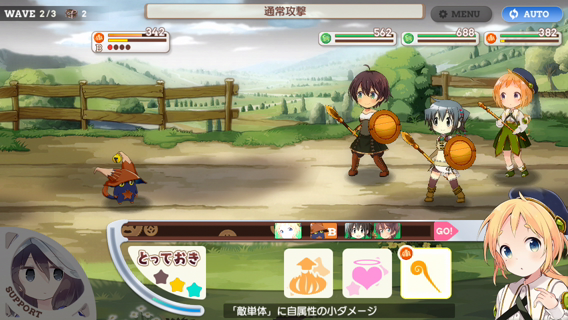 WAVE 2/3 2
通常攻撃
MENU
AUTO
342
B
562
688
382
B
GO!
とっておき
SUPPORT
「敵単体」に自属性の小ダメージ